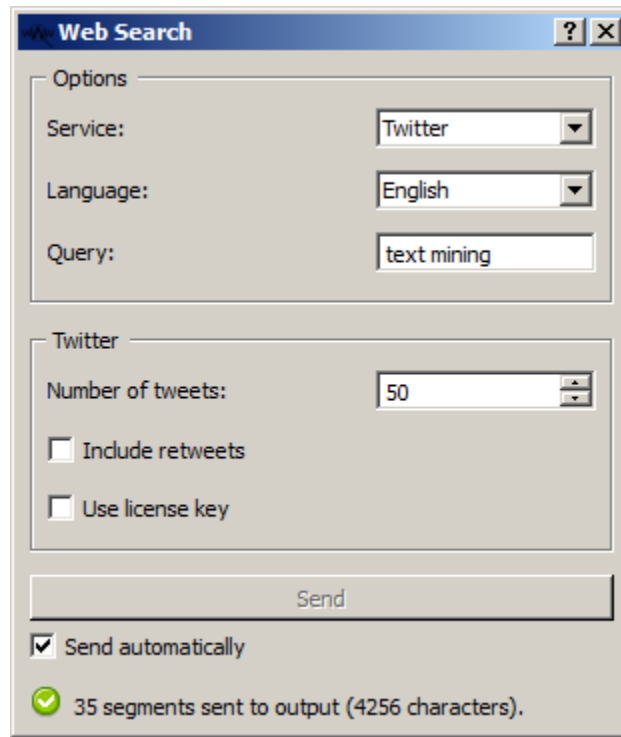 Web Search
Options
Service: Twitter
Language: English
Query: text mining
Twitter
Number of tweets: 50
Include retweets
Use license key
Send
Send automatically
35 segments sent to output (4256 characters).